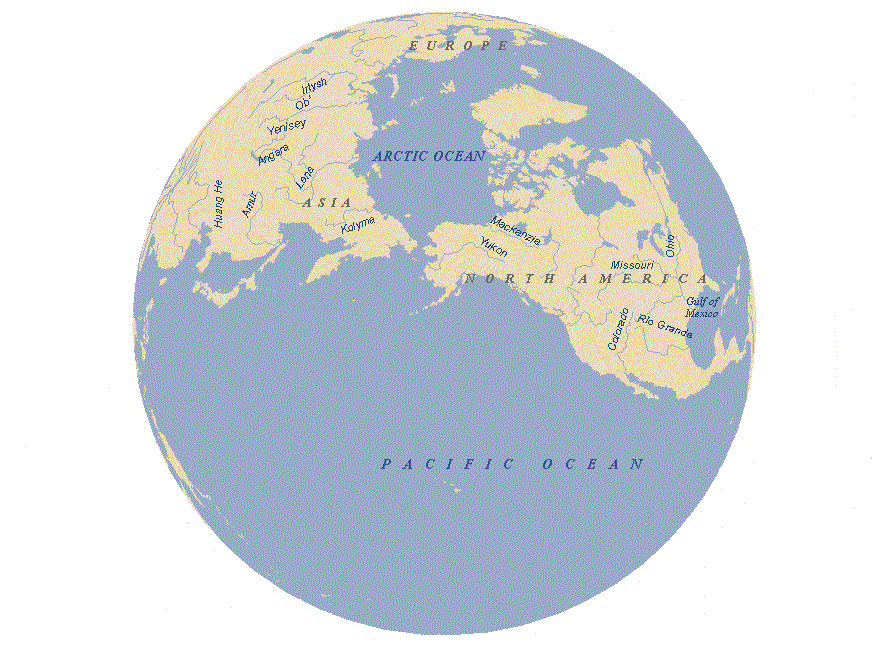 EUROPE
Irtysh
Ob'
Yenisey
Angara
ARCTIC OCEAN
Lena
Huang He
Amur
ASIA
Kolyma
Mackenzie
Yukon
Ohio
Missouri
NORTH AMERICA
Gulf of
Mexico
Colorado
Rio Grande
PACIFIC OCEAN